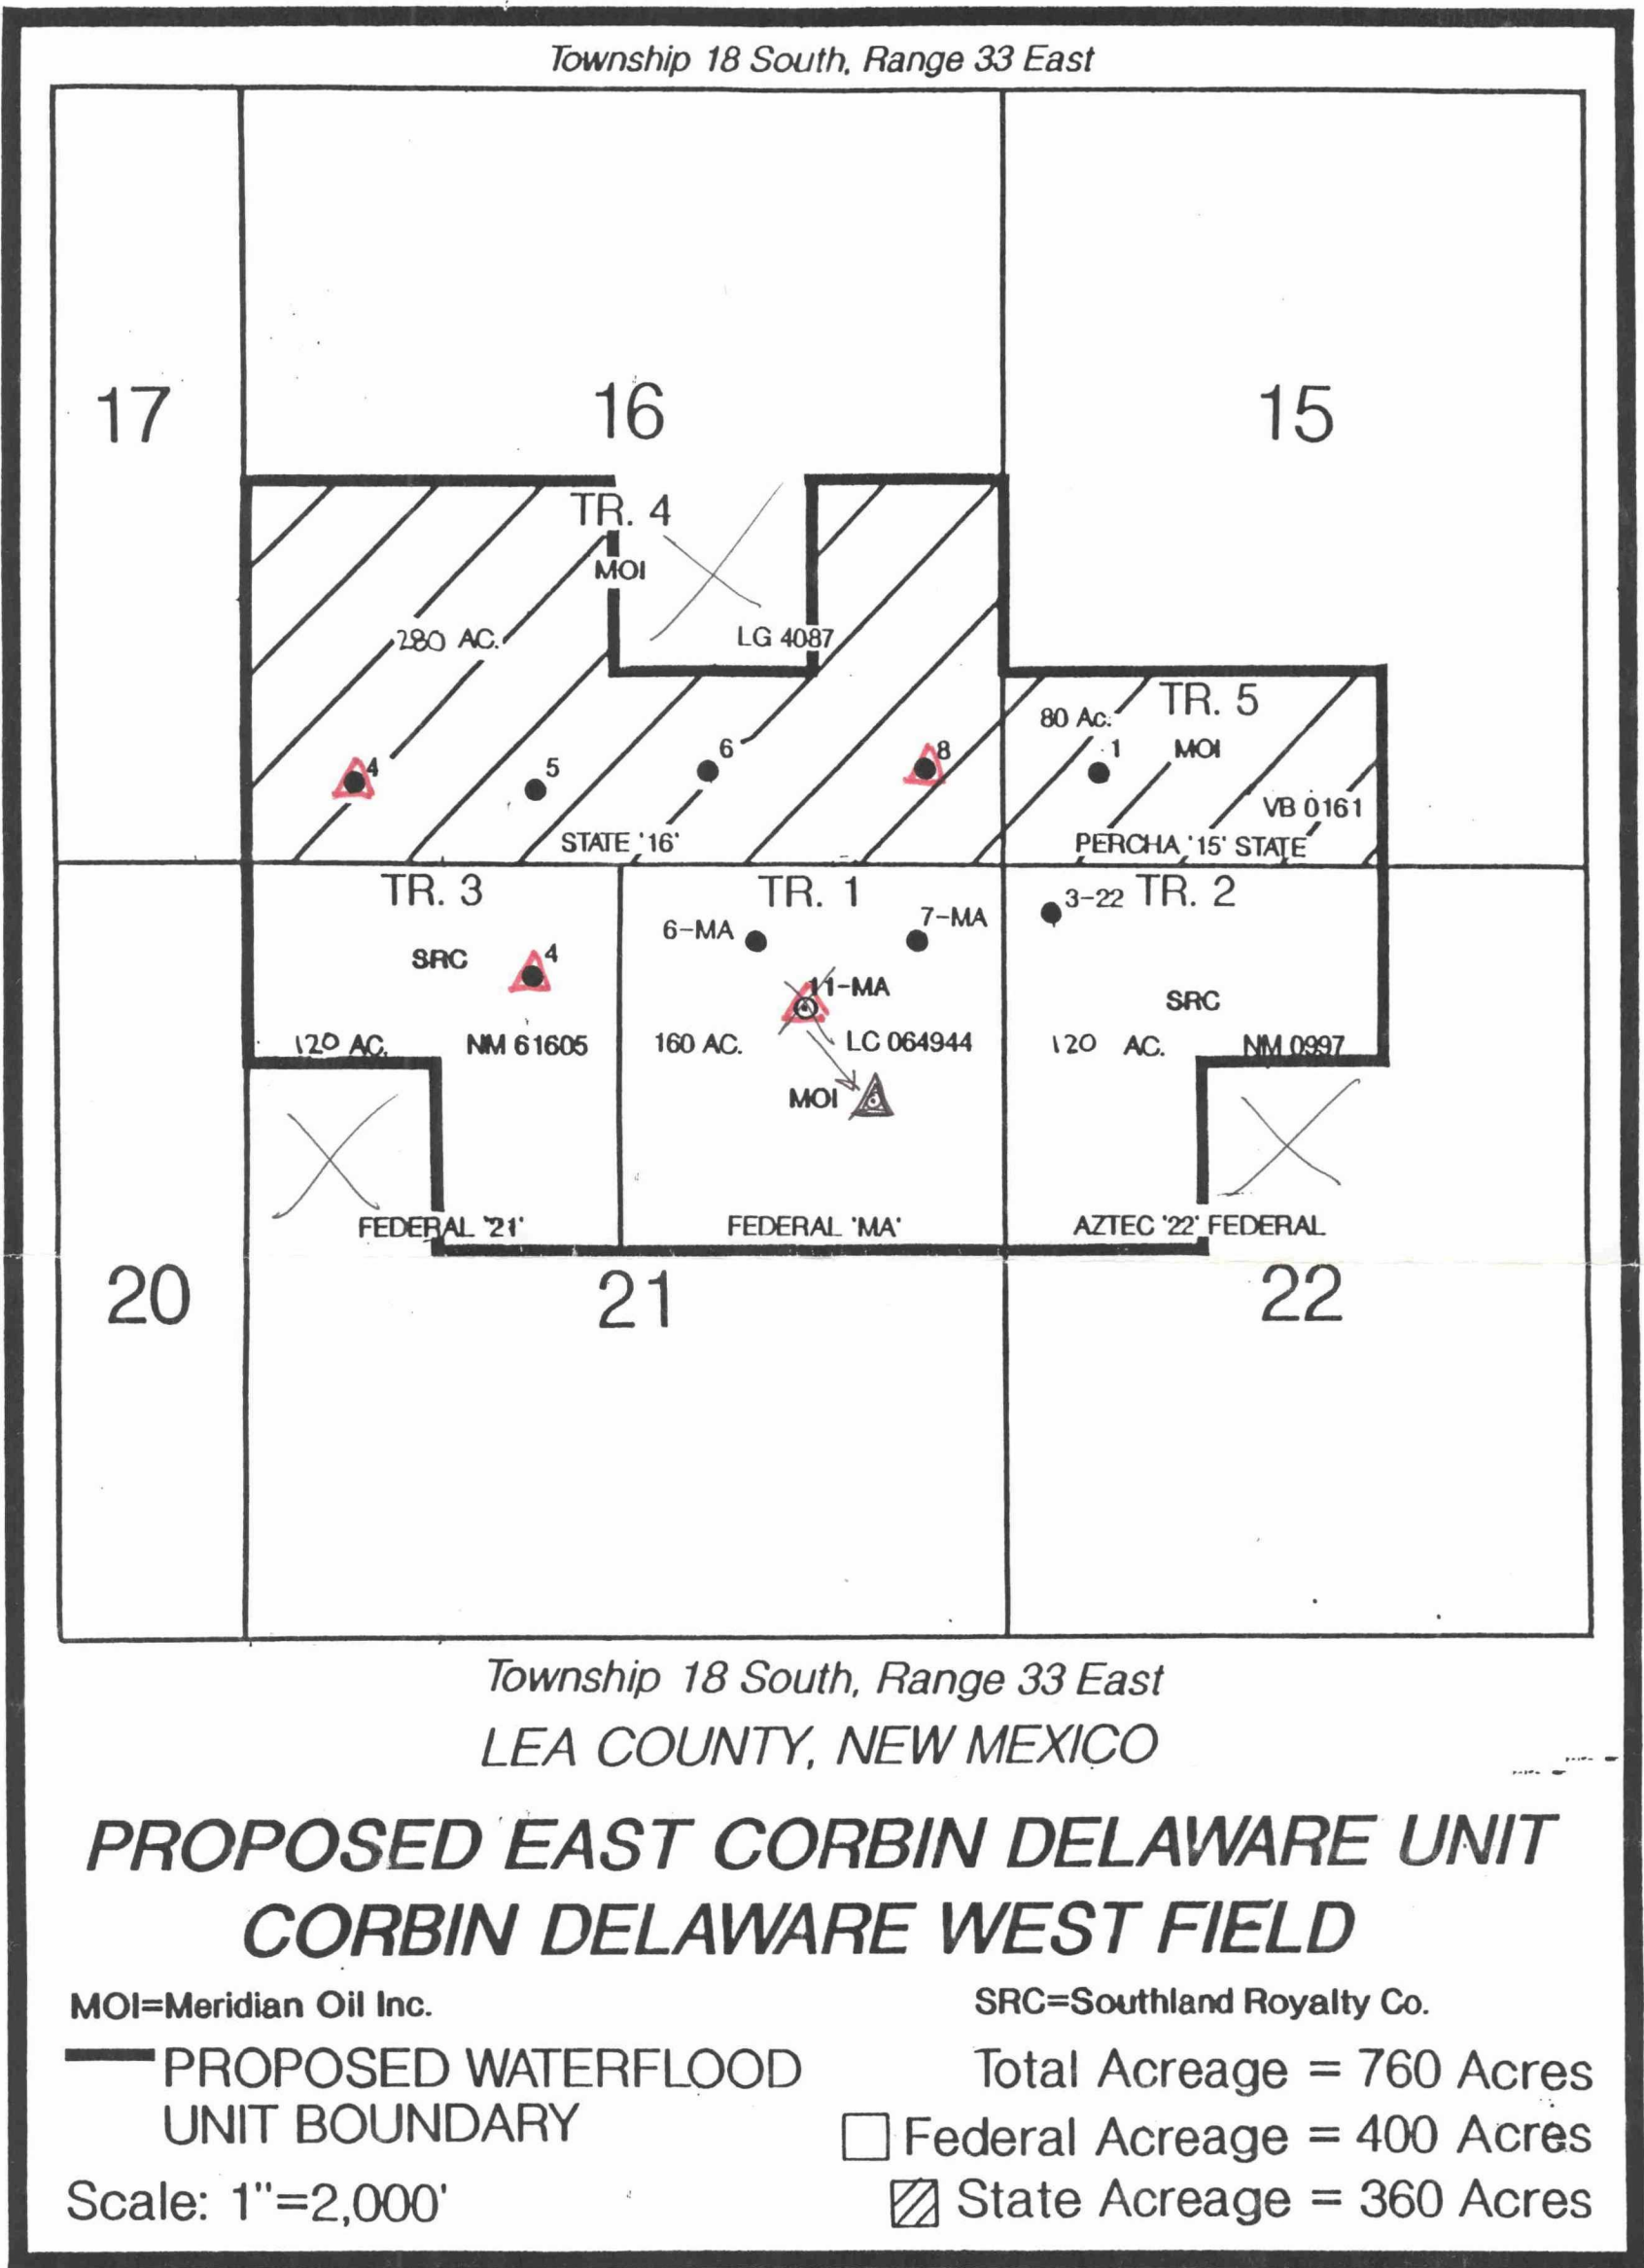 Township 18 South, Range 33 East
17
16
15
TR. 4
MOI
280 AC.
LG 4087
TR. 5
80 Ac.
MOI
4
5
6
8
1
VB 0161
STATE '16'
PERCHA '15' STATE
TR. 3
TR. 1
TR. 2
6-MA
7-MA
3-22
SRC
4
11-MA
SRC
120 AC.
NM 61605
160 AC.
LC 064944
120 AC.
NM 0997
MOI
FEDERAL '21'
FEDERAL 'MA'
AZTEC '22' FEDERAL
20
21
22
Township 18 South, Range 33 East
LEA COUNTY, NEW MEXICO
PROPOSED EAST CORBIN DELAWARE UNIT
CORBIN DELAWARE WEST FIELD
MOI=Meridian Oil Inc.
SRC=Southland Royalty Co.
PROPOSED WATERFLOOD
UNIT BOUNDARY
Total Acreage = 760 Acres
Federal Acreage = 400 Acres
Scale: 1"=2,000'
State Acreage = 360 Acres